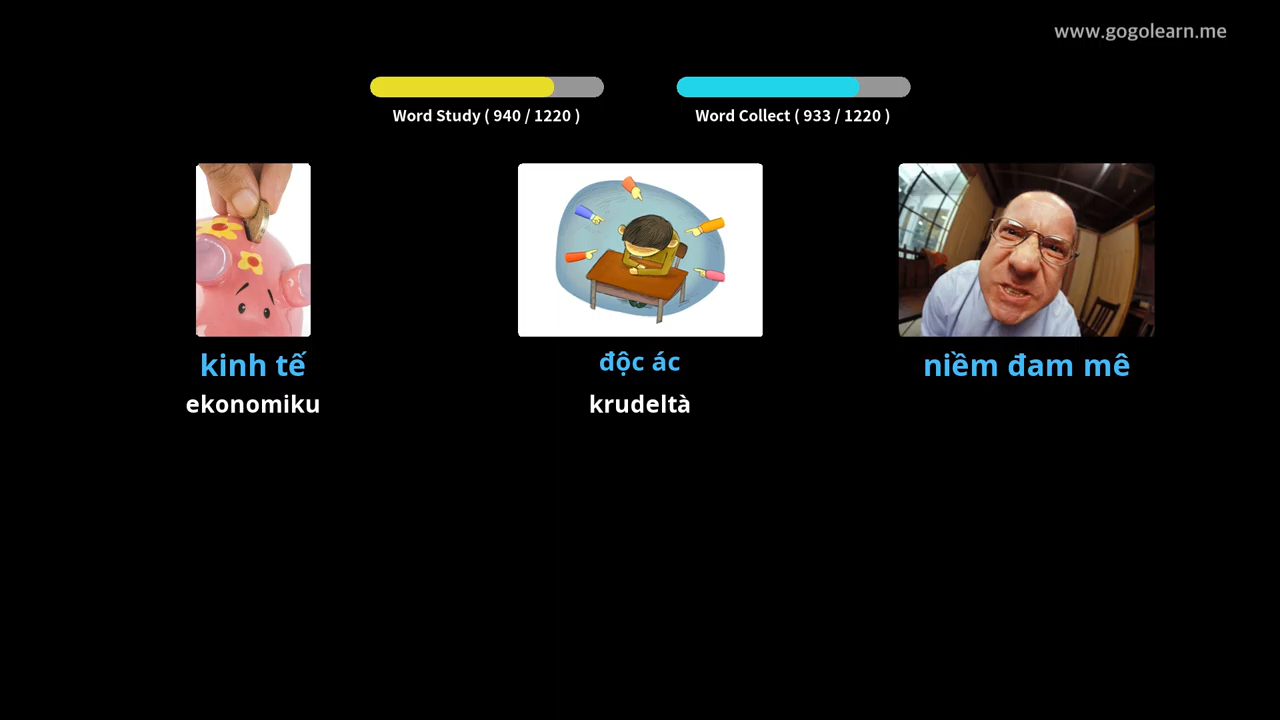 www.gogolearn.me
Word Study ( 940 / 1220 )
Word Collect ( 933 / 1220 )
kinh tế
độc ác
niềm đam mê
ekonomiku
krudeltà